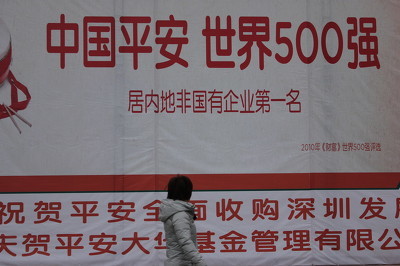 中国平安 世界500强
居内地非国有企业第一名
2010年《财富》世界500强评选
祝贺平安全面收购深圳发
庆贺平安大华基金管理有限公